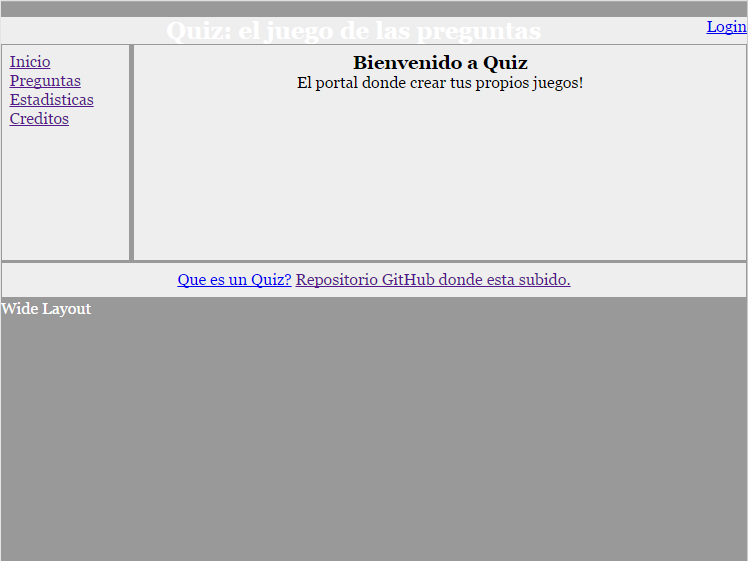 Quiz: el juego de las preguntas
Login
Inicio
Preguntas
Estadisticas
Creditos
Bienvenido a Quiz
El portal donde crear tus propios juegos!
Que es un Quiz? Repositorio GitHub donde esta subido.
Wide Layout